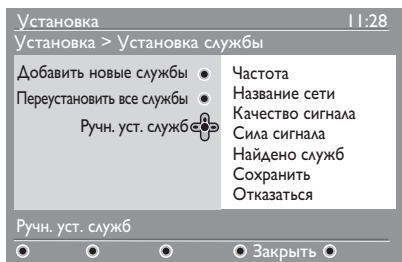 Установка 11:28
Установка > Установка службы
Добавить новые службы
Переустановить все службы
Ручн. уст. служб
Частота
Название сети
Качество сигнала
Сила сигнала
Найдено служб
Сохранить
Отказаться
Ручн. уст. служб
Закрыть